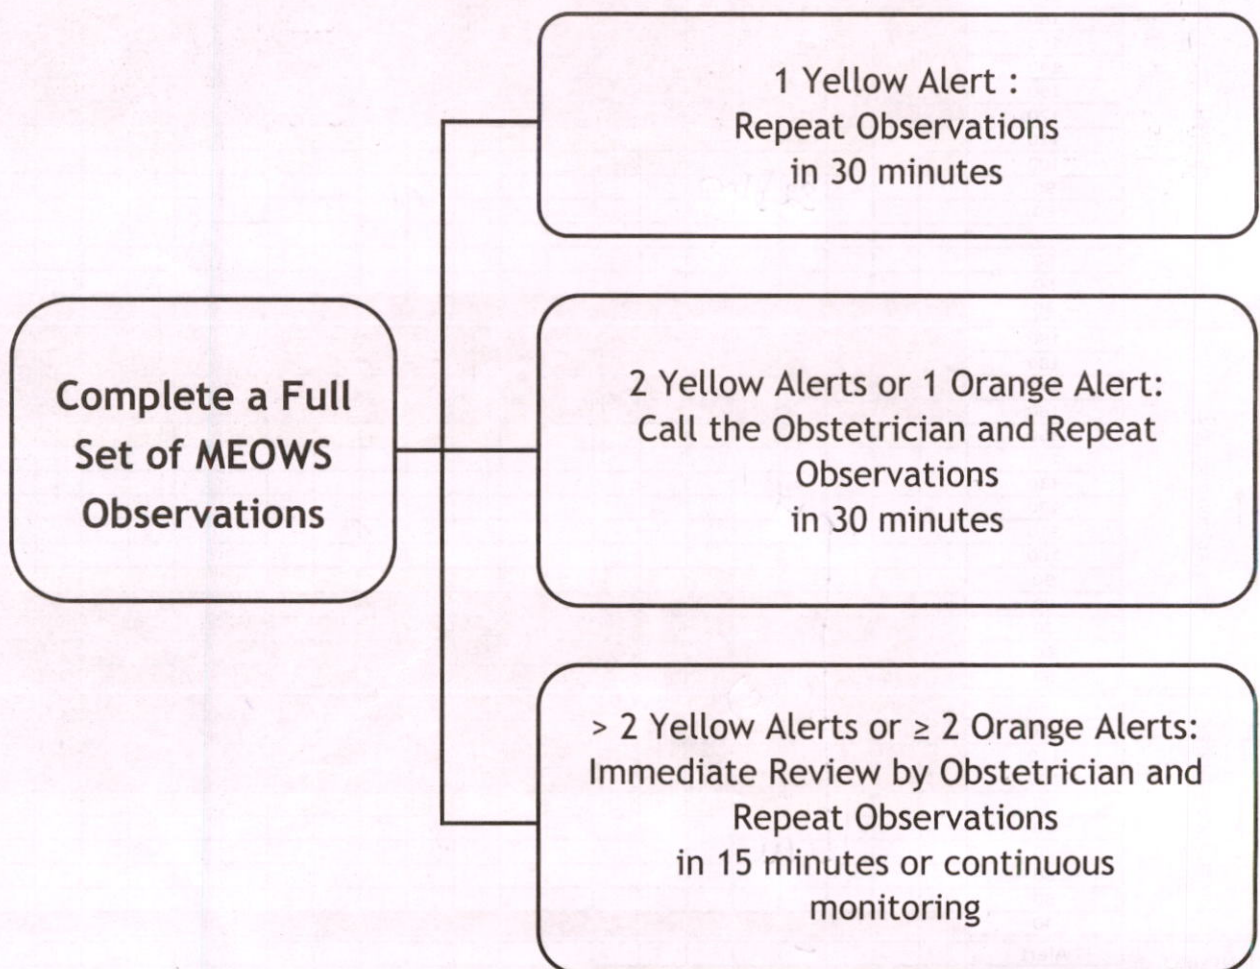 1 Yellow Alert :
Repeat Observations
in 30 minutes
Complete a Full
Set of MEOWS
Observations
2 Yellow Alerts or 1 Orange Alert:
Call the Obstetrician and Repeat
Observations
in 30 minutes
> 2 Yellow Alerts or ≥ 2 Orange Alerts:
Immediate Review by Obstetrician and
Repeat Observations
in 15 minutes or continuous
monitoring